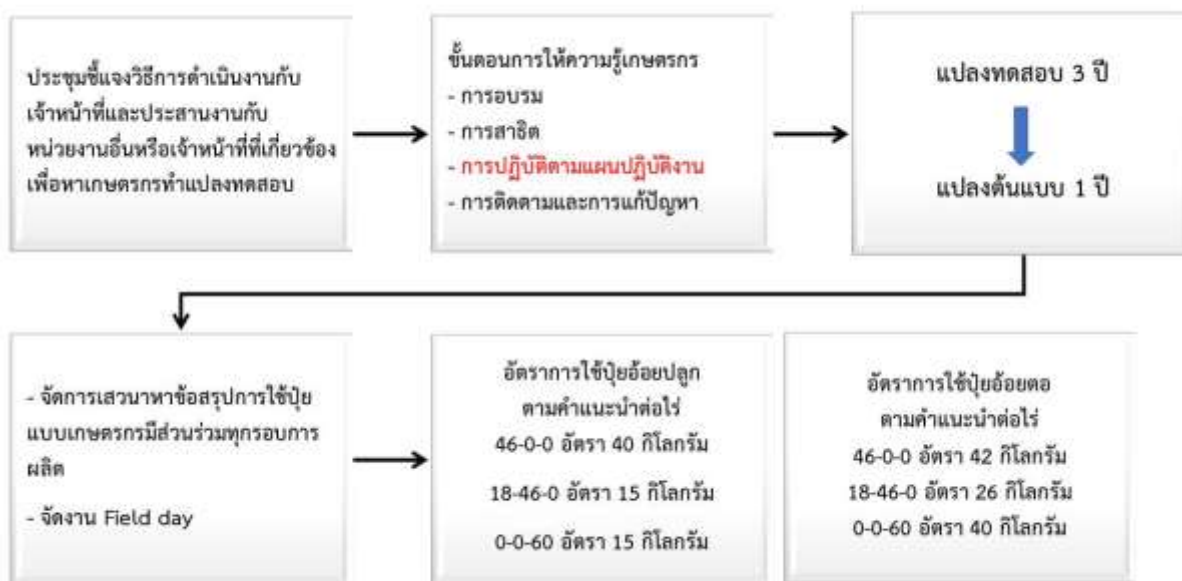 ประชุมชี้แจงวิธีการดำเนินงานกับ
เจ้าหน้าที่และประสานงานกับ
หน่วยงานอื่นหรือเจ้าหน้าที่ที่เกี่ยวข้อง
เพื่อหาเกษตรกรทำแปลงทดสอบ
ขั้นตอนการให้ความรู้เกษตรกร
- การอบรม
- การสาธิต
- การปฏิบัติตามแผนปฏิบัติงาน
- การติดตามและการแก้ปัญหา
แปลงทดสอบ 3 ปี
แปลงต้นแบบ 1 ปี
- จัดการเสวนาหาข้อสรุปการใช้ปุ๋ย
แบบเกษตรกรมีส่วนร่วมทุกรอบการ
ผลิต
- จัดงาน Field day
อัตราการใช้ปุ๋ยอ้อยปลูก
ตามคำแนะนำต่อไร่
46-0-0 อัตรา 40 กิโลกรัม
18-46-0 อัตรา 15 กิโลกรัม
0-0-60 อัตรา 15 กิโลกรัม
อัตราการใช้ปุ๋ยอ้อยตอ
ตามคำแนะนำต่อไร่
46-0-0 อัตรา 42 กิโลกรัม
18-46-0 อัตรา 26 กิโลกรัม
0-0-60 อัตรา 40 กิโลกรัม